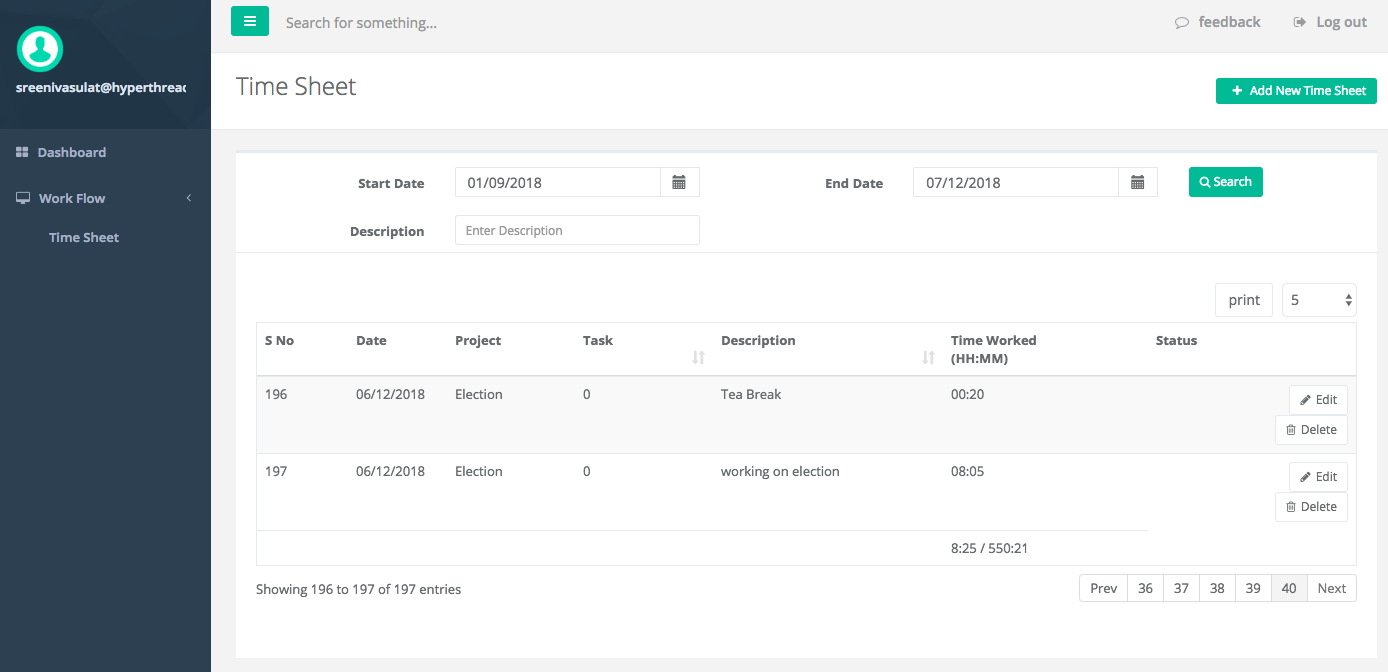 sreenivasulat@hyperthread
Dashboard
Work Flow
Time Sheet
Search for something...
feedback
Log out
Time Sheet
Add New Time Sheet
Start Date
01/09/2018
End Date
07/12/2018
Search
Description
Enter Description
print
5
S No Date Project Task Description Time Worked (HH:MM) Status
196 06/12/2018 Election 0 Tea Break 00:20 Edit
Delete
197 06/12/2018 Election 0 working on election 08:05 Edit
Delete
8:25 / 550:21
Showing 196 to 197 of 197 entries
Prev 36 37 38 39 40 Next